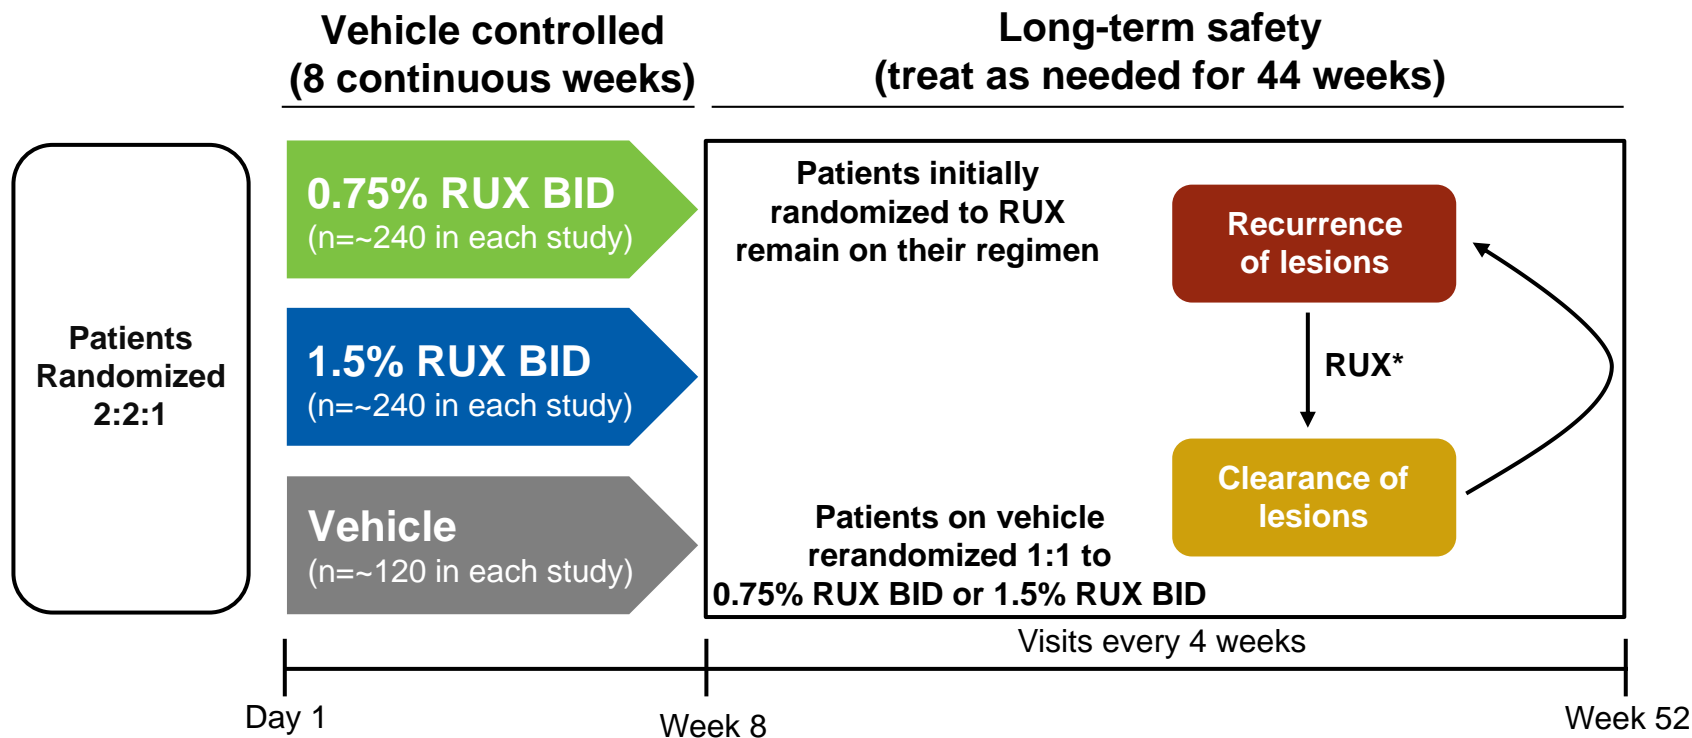 Vehicle controlled
(8 continuous weeks)
Long-term safety
(treat as needed for 44 weeks)
Patients
Randomized
2:2:1
0.75% RUX BID
(n=~240 in each study)
1.5% RUX BID
(n=~240 in each study)
Vehicle
(n=~120 in each study)
Patients initially
randomized to RUX
remain on their regimen
Recurrence
of lesions
RUX*
Clearance of
lesions
Patients on vehicle
rerandomized 1:1 to
0.75% RUX BID or 1.5% RUX BID
Visits every 4 weeks
Day 1
Week 8
Week 52